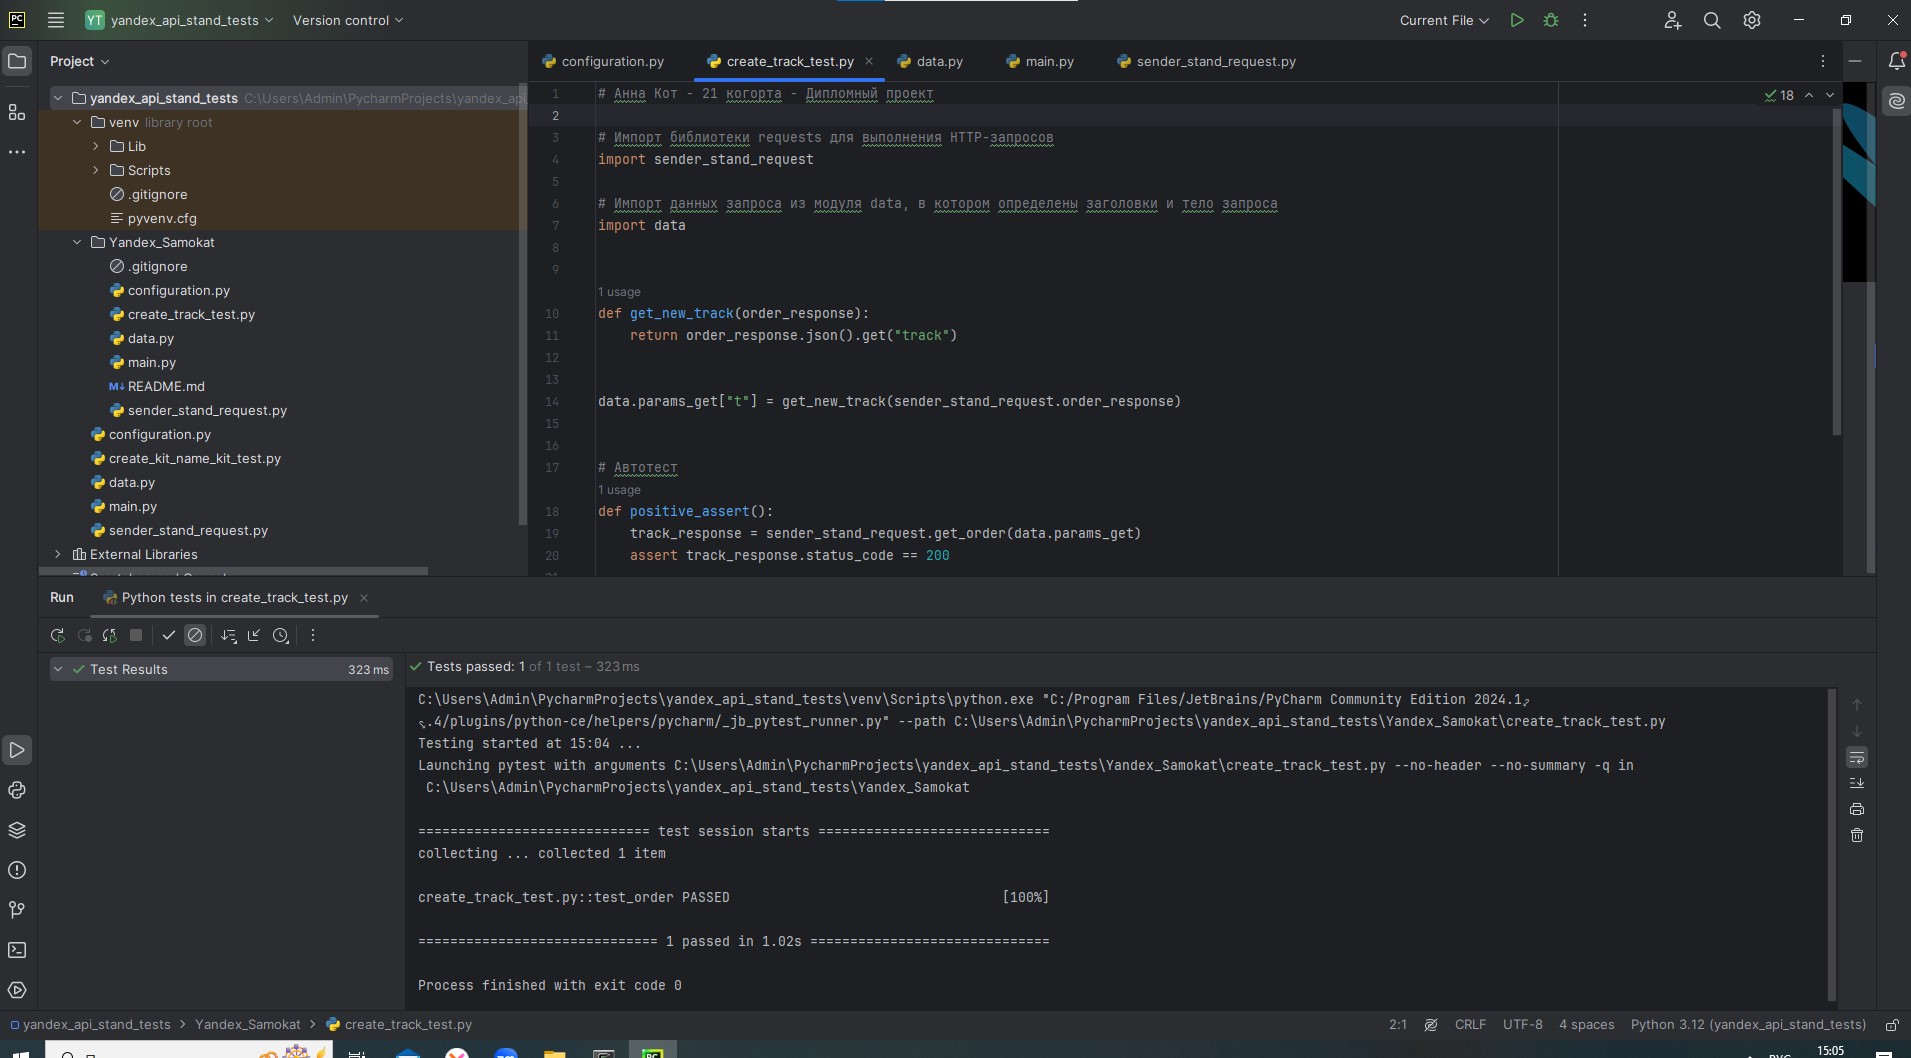 PC
YT yandex_api_stand_tests
Version control
Current File
Project
yandex_api_stand_tests C:\Users\Admin\PycharmProjects\yandex_api
venv library root
Lib
Scripts
.gitignore
pyvenv.cfg
Yandex_Samokat
.gitignore
configuration.py
create_track_test.py
data.py
main.py
M↓ README.md
sender_stand_request.py
configuration.py
create_kit_name_kit_test.py
data.py
main.py
sender_stand_request.py
External Libraries
configuration.py
create_track_test.py
data.py
main.py
sender_stand_request.py
18
1 # Анна Кот - 21 когорта - Дипломный проект
2
3 # Импорт библиотеки requests для выполнения HTTP-запросов
4 import sender_stand_request
5
6 # Импорт данных запроса из модуля data, в котором определены заголовки и тело запроса
7 import data
8
9
1 usage
10 def get_new_track(order_response):
11 return order_response.json().get("track")
12
13
14 data.params_get["t"] = get_new_track(sender_stand_request.order_response)
15
16
17 # Автотест
1 usage
18 def positive_assert():
19 track_response = sender_stand_request.get_order(data.params_get)
20 assert track_response.status_code == 200
Run
Python tests in create_track_test.py
Test Results 323 ms
Tests passed: 1 of 1 test – 323 ms
C:\Users\Admin\PycharmProjects\yandex_api_stand_tests\venv\Scripts\python.exe "C:/Program Files/JetBrains/PyCharm Community Edition 2024.1
.4/plugins/python-ce/helpers/pycharm/_jb_pytest_runner.py" --path C:\Users\Admin\PycharmProjects\yandex_api_stand_tests\Yandex_Samokat\create_track_test.py
Testing started at 15:04 ...
Launching pytest with arguments C:\Users\Admin\PycharmProjects\yandex_api_stand_tests\Yandex_Samokat\create_track_test.py --no-header --no-summary -q in
C:\Users\Admin\PycharmProjects\yandex_api_stand_tests\Yandex_Samokat
============================= test session starts =============================
collecting ... collected 1 item
create_track_test.py::test_order PASSED [100%]
============================== 1 passed in 1.02s ==============================
Process finished with exit code 0
yandex_api_stand_tests > Yandex_Samokat > create_track_test.py
2:1
CRLF
UTF-8
4 spaces
Python 3.12 (yandex_api_stand_tests)
15:05